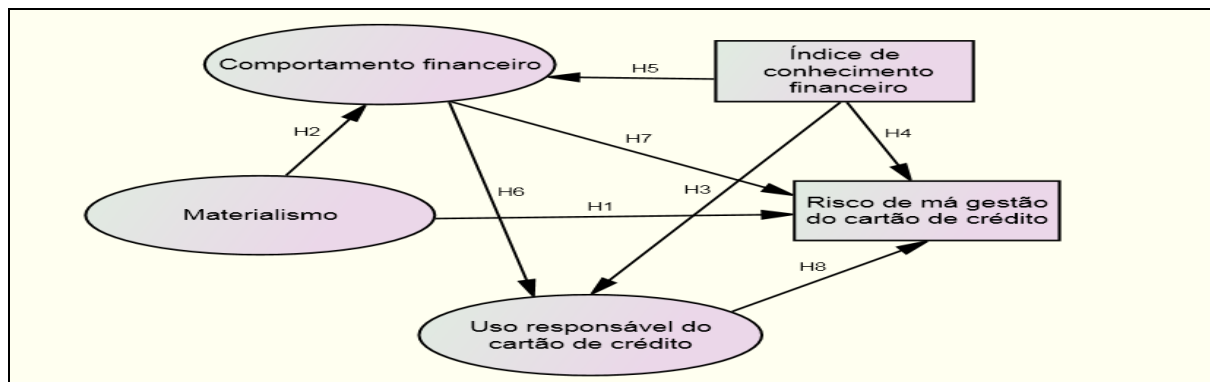 Comportamento financeiro
Índice de
conhecimento
financeiro
H5
H2
H7
H4
H6
H3
Materialismo
H1
Risco de má gestão
do cartão de crédito
H8
Uso responsável do
cartão de crédito